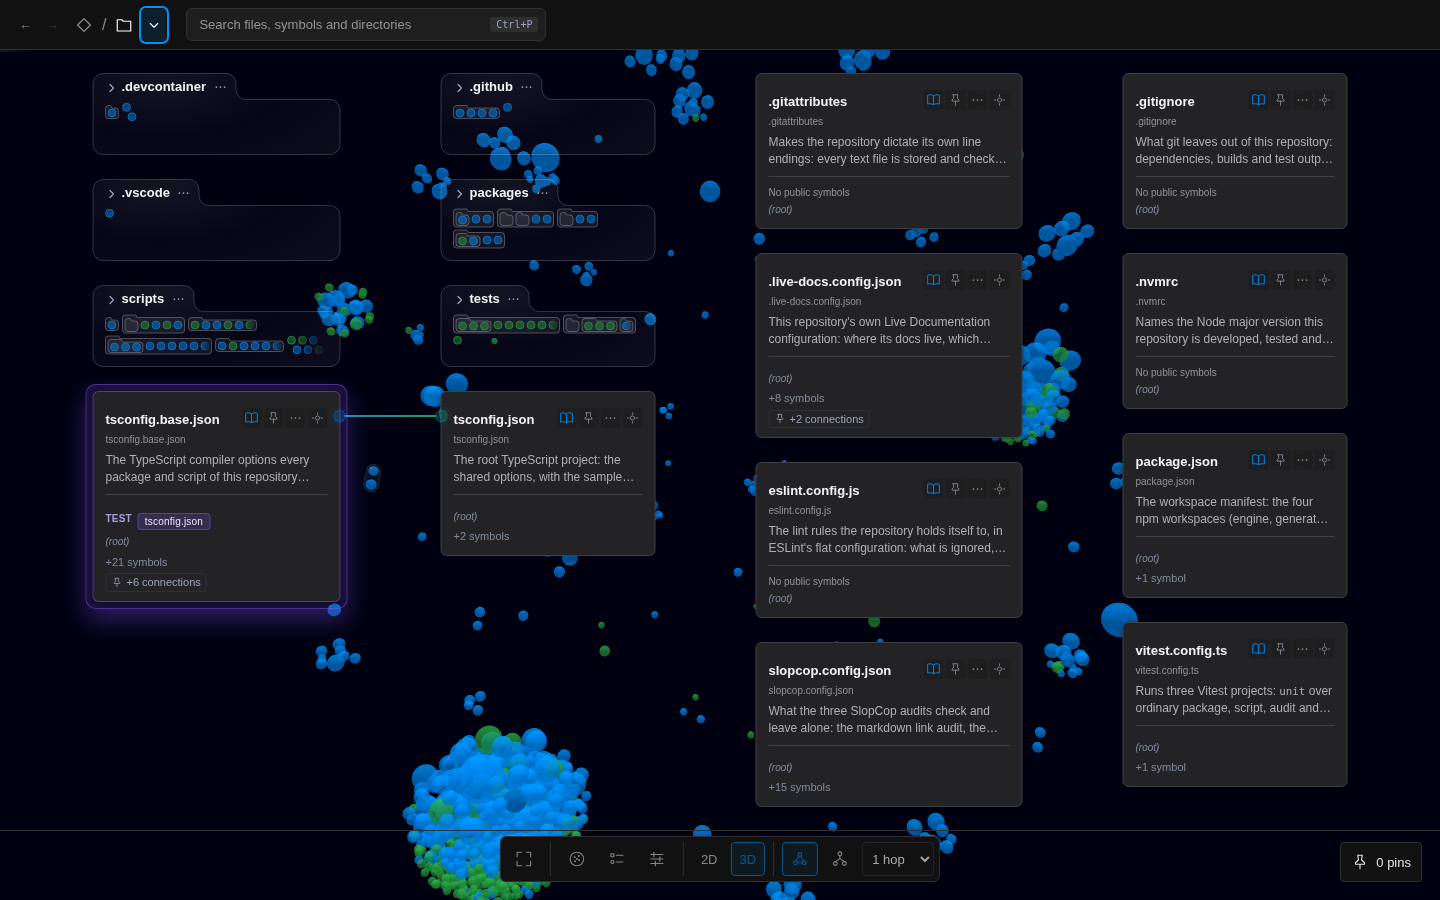 /
Search files, symbols and directories
Ctrl+P
.devcontainer
.github
.vscode
packages
scripts
tests
tsconfig.base.json
tsconfig.base.json
The TypeScript compiler options every
package and script of this repository…
TEST tsconfig.json
(root)
+21 symbols
+6 connections
tsconfig.json
tsconfig.json
The root TypeScript project: the
shared options, with the sample…
(root)
+2 symbols
.gitattributes
.gitattributes
Makes the repository dictate its own line
endings: every text file is stored and check…
No public symbols
(root)
.live-docs.config.json
.live-docs.config.json
This repository's own Live Documentation
configuration: where its docs live, which…
(root)
+8 symbols
+2 connections
eslint.config.js
eslint.config.js
The lint rules the repository holds itself to, in
ESLint's flat configuration: what is ignored,…
No public symbols
(root)
slopcop.config.json
slopcop.config.json
What the three SlopCop audits check and
leave alone: the markdown link audit, the…
(root)
+15 symbols
.gitignore
.gitignore
What git leaves out of this repository:
dependencies, builds and test outp…
No public symbols
(root)
.nvmrc
.nvmrc
Names the Node major version this
repository is developed, tested and…
No public symbols
(root)
package.json
package.json
The workspace manifest: the four
npm workspaces (engine, generat…
(root)
+1 symbol
vitest.config.ts
vitest.config.ts
Runs three Vitest projects: unit over
ordinary package, script, audit and…
(root)
+1 symbol
2D
3D
1 hop
0 pins